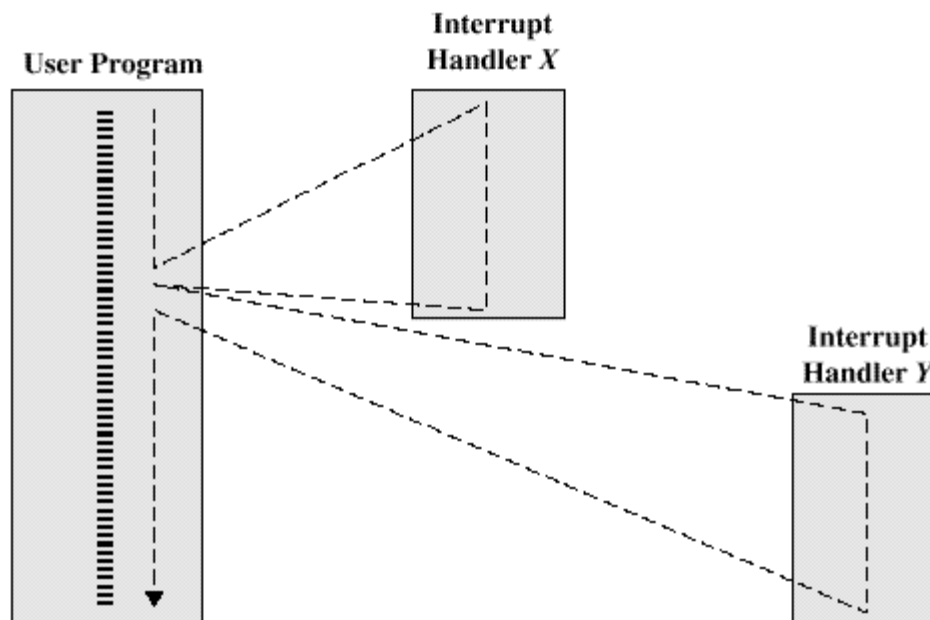 User Program
Interrupt
Handler X
Interrupt
Handler Y